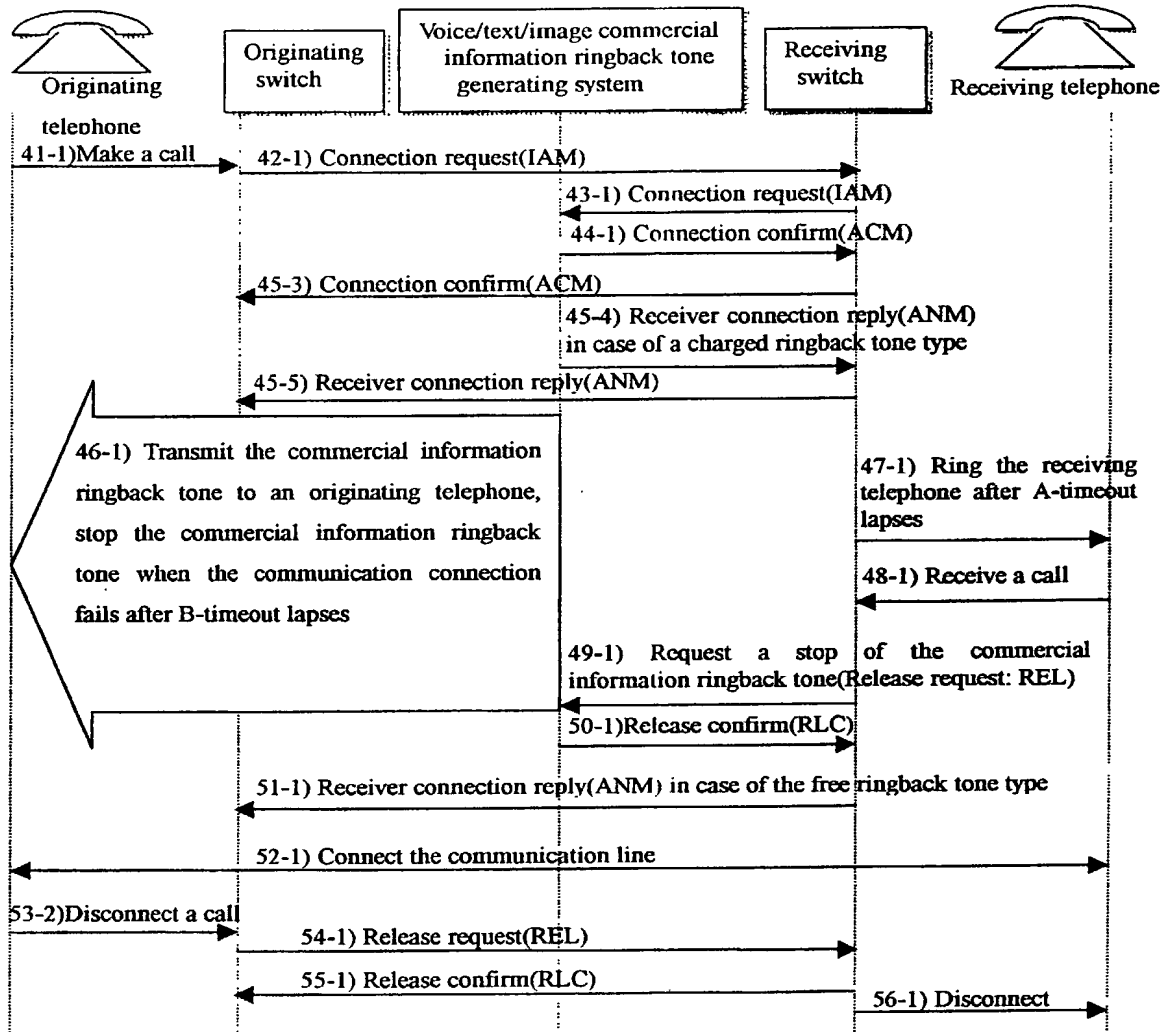 Originating
telephone
Originating
switch
Voice/text/image commercial
information ringback tone
generating system
Receiving
switch
Receiving telephone
41-1)Make a call
42-1) Connection request(IAM)
43-1) Connection request(IAM)
44-1) Connection confirm(ACM)
45-3) Connection confirm(ACM)
45-4) Receiver connection reply(ANM)
in case of a charged ringback tone type
45-5) Receiver connection reply(ANM)
46-1) Transmit the commercial information
ringback tone to an originating telephone,
stop the commercial information ringback
tone when the communication connection
fails after B-timeout lapses
47-1) Ring the receiving
telephone after A-timeout
lapses
48-1) Receive a call
49-1) Request a stop of the commercial
information ringback tone(Release request: REL)
50-1)Release confirm(RLC)
51-1) Receiver connection reply(ANM) in case of the free ringback tone type
52-1) Connect the communication line
53-2)Disconnect a call
54-1) Release request(REL)
55-1) Release confirm(RLC)
56-1) Disconnect